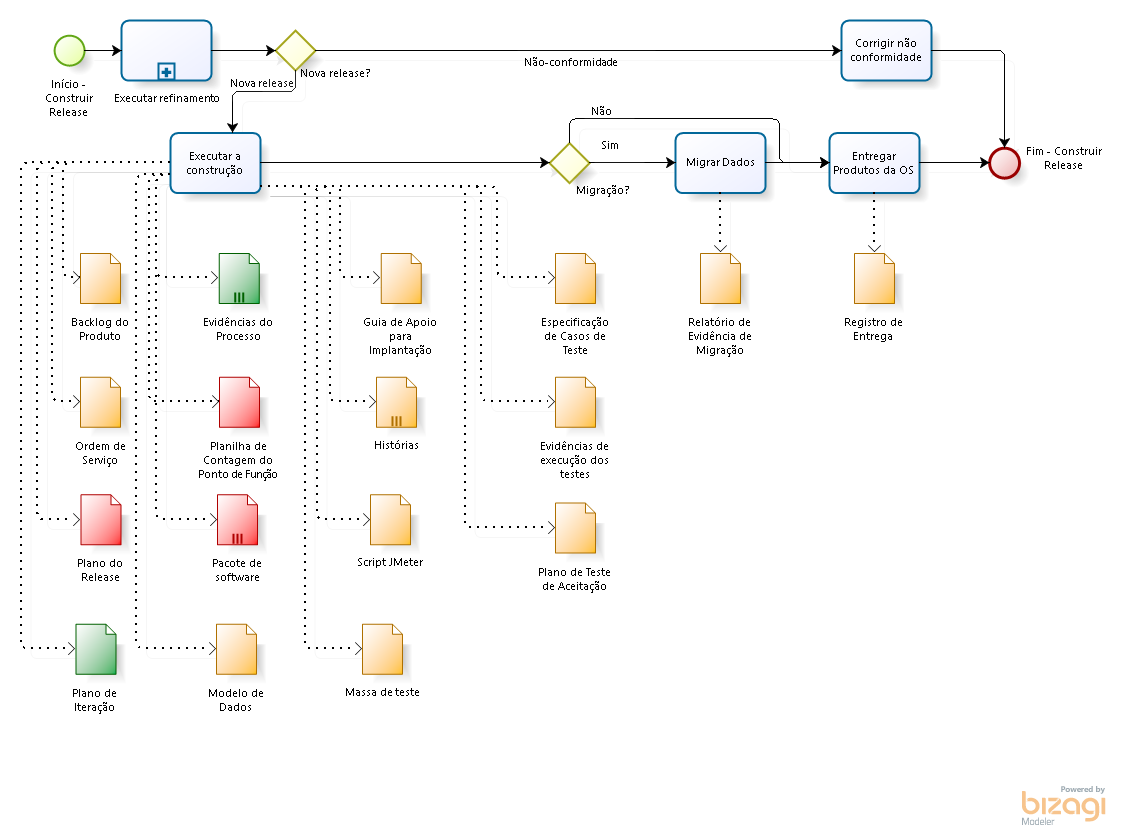 Início -
Construir
Release
Executar refinamento
Nova release?
Nova release
Não-conformidade
Corrigir não
conformidade
Executar a
construção
Não
Sim
Migração?
Migrar Dados
Entregar
Produtos da OS
Fim - Construir
Release
Backlog do
Produto
Evidências do
Processo
Guia de Apoio
para
Implantação
Especificação
de Casos de
Teste
Relatório de
Evidência de
Migração
Registro de
Entrega
Ordem de
Serviço
Planilha de
Contagem do
Ponto de Função
Histórias
Evidências de
execução dos
testes
Plano do
Release
Pacote de
software
Script JMeter
Plano de Teste
de Aceitação
Plano de
Iteração
Modelo de
Dados
Massa de teste
Powered by
bizagi
Modeler